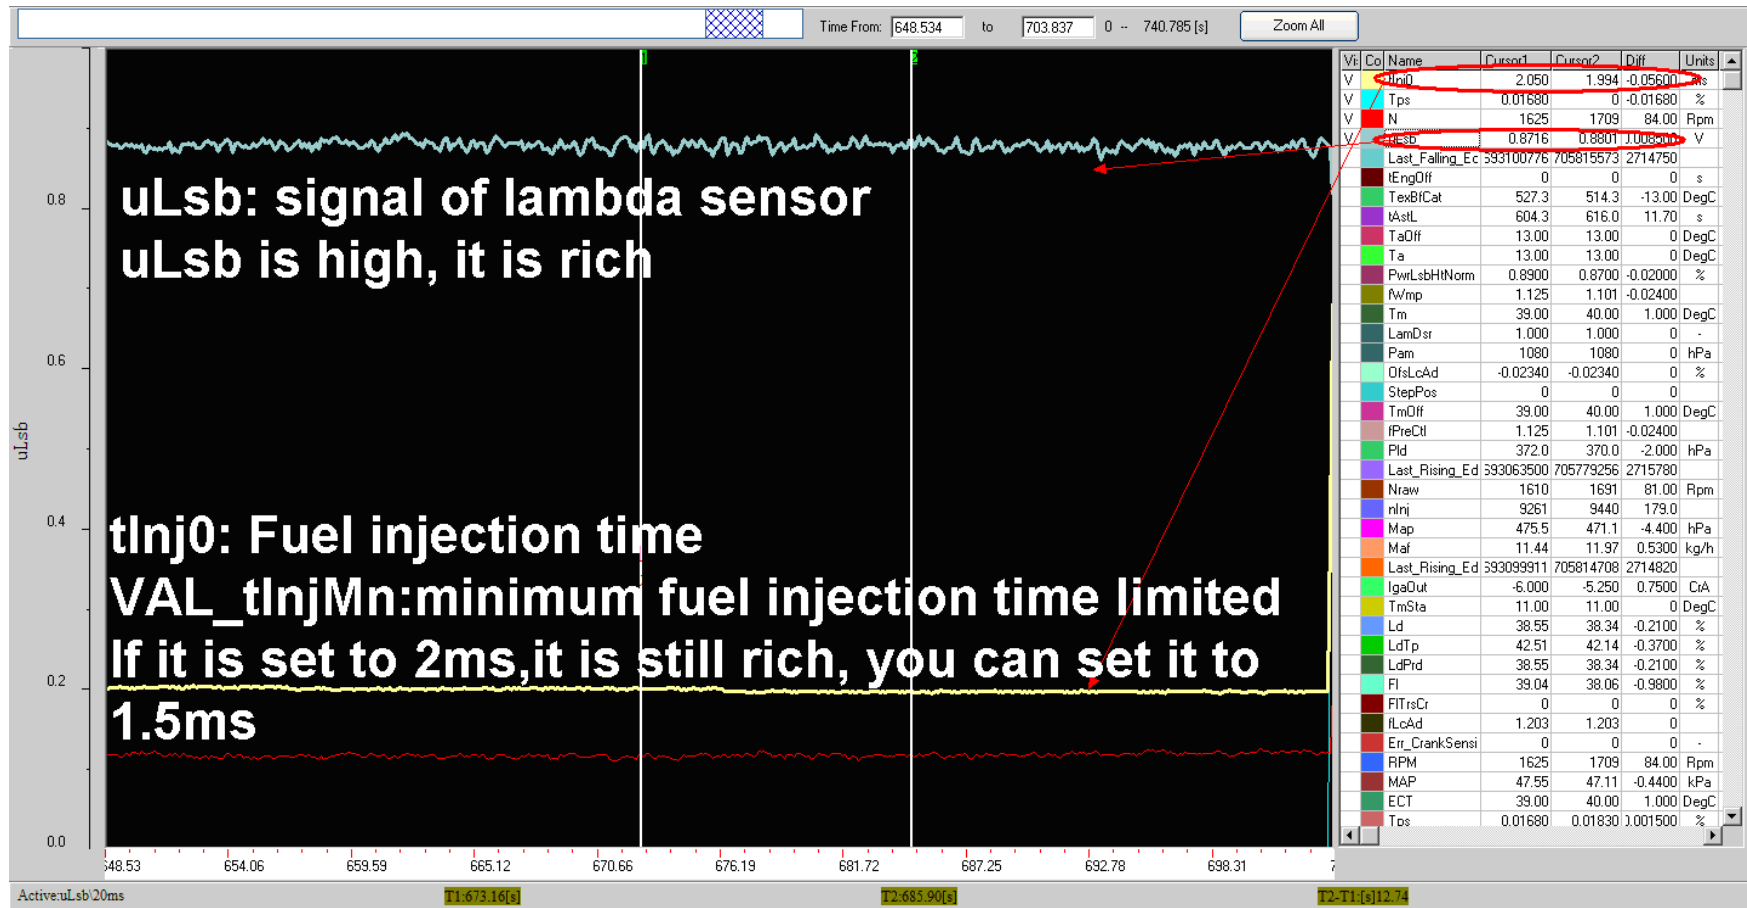 Time From: 648.534 to 703.837 0 -- 740.785 [s] Zoom All
1 2
uLsb
0.8
0.6
0.4
0.2
0.0
uLsb: signal of lambda sensor
uLsb is high, it is rich
tInj0: Fuel injection time
VAL_tInjMn:minimum fuel injection time limited
If it is set to 2ms,it is still rich, you can set it to
1.5ms
648.53 654.06 659.59 665.12 670.66 676.19 681.72 687.25 692.78 698.31
Vi: Co Name Cursor1 Cursor2 Diff Units
V tInj0 2.050 1.994 -0.05600 ms
V Tps 0.01680 0 -0.01680 %
V N 1625 1709 84.00 Rpm
V uLsb 0.8716 0.8801 0.008500 V
Last_Falling_Ec 593100776 705815573 2714750
tEngOff 0 0 0 s
TexBfCat 527.3 514.3 -13.00 DegC
tAstL 604.3 616.0 11.70 s
TaOff 13.00 13.00 0 DegC
Ta 13.00 13.00 0 DegC
PwrLsbHtNorm 0.8900 0.8700 -0.02000 %
fWmp 1.125 1.101 -0.02400
Tm 39.00 40.00 1.000 DegC
LamDsr 1.000 1.000 0 -
Pam 1080 1080 0 hPa
OfsLcAd -0.02340 -0.02340 0 %
StepPos 0 0 0
TmOff 39.00 40.00 1.000 DegC
fPreCtl 1.125 1.101 -0.02400
Pld 372.0 370.0 -2.000 hPa
Last_Rising_Ed 593063500 705779256 2715780
Nraw 1610 1691 81.00 Rpm
nInj 9261 9440 179.0
Map 475.5 471.1 -4.400 hPa
Maf 11.44 11.97 0.5300 kg/h
Last_Rising_Ed 593099911 705814708 2714820
IgaOut -6.000 -5.250 0.7500 CrA
TmSta 11.00 11.00 0 DegC
Ld 38.55 38.34 -0.2100 %
LdTp 42.51 42.14 -0.3700 %
LdPrd 38.55 38.34 -0.2100 %
Fl 39.04 38.06 -0.9800 %
FlTrsCr 0 0 0 %
fLcAd 1.203 1.203 0
Err_CrankSensi 0 0 0 -
RPM 1625 1709 84.00 Rpm
MAP 47.55 47.11 -0.4400 kPa
ECT 39.00 40.00 1.000 DegC
Tps 0.01680 0.01830 0.001500 %
Active:uLsb\20ms T1:673.16[s] T2:685.90[s] T2-T1:[s]12.74